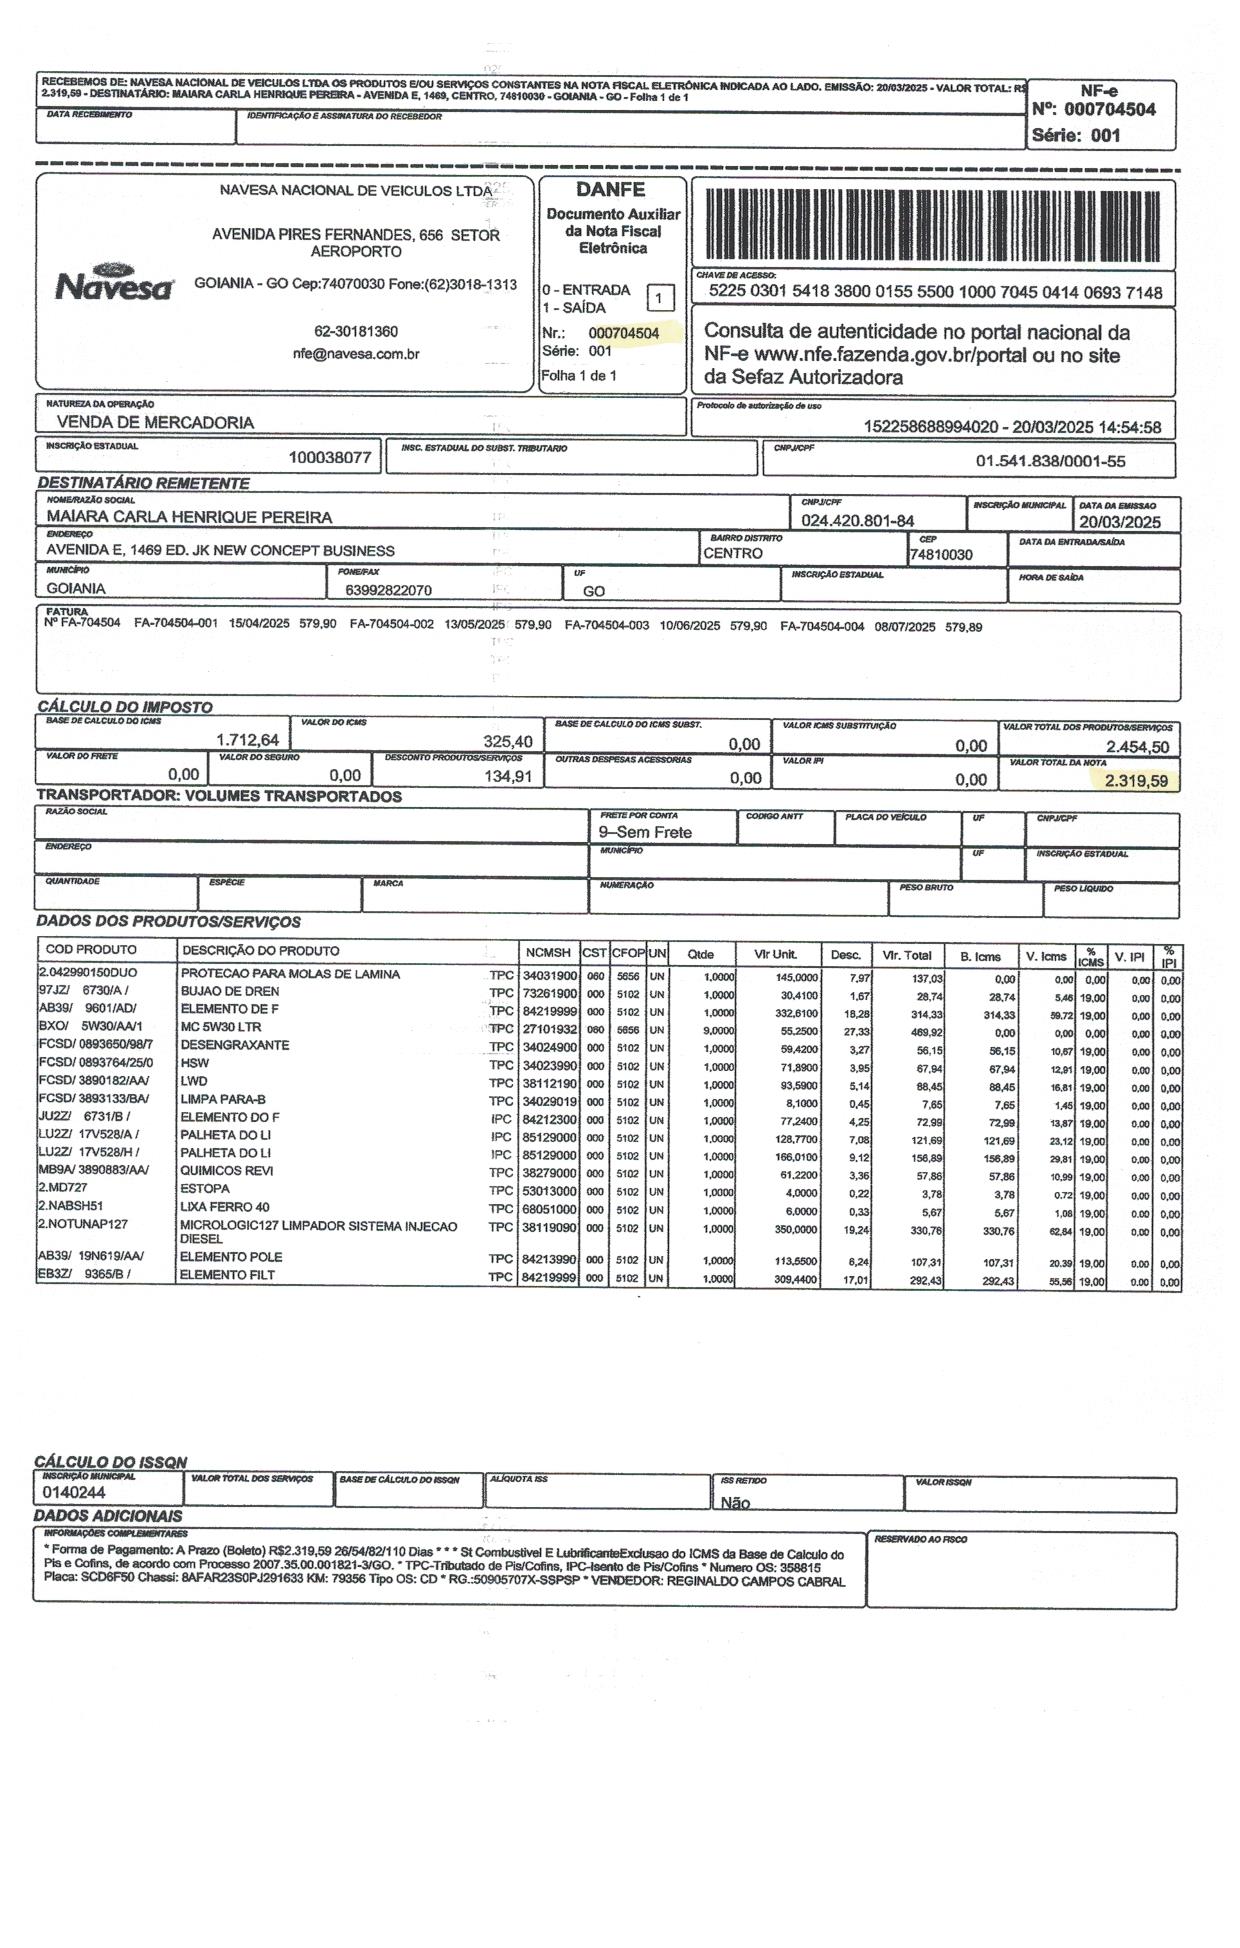 RECEBEMOS DE: NAVESA NACIONAL DE VEICULOS LTDA OS PRODUTOS E/OU SERVIÇOS CONSTANTES NA NOTA FISCAL ELETRÔNICA INDICADA AO LADO. EMISSÃO: 20/03/2025 - VALOR TOTAL: R$
2.319,59 - DESTINATÁRIO: MAIARA CARLA HENRIQUE PEREIRA - AVENIDA E, 1469, CENTRO, 74810030 - GOIANIA - GO - Folha 1 de 1
DATA RECEBIMENTO IDENTIFICAÇÃO E ASSINATURA DO RECEBEDOR
NF-e
Nº: 000704504
Série: 001
NAVESA NACIONAL DE VEICULOS LTDA
AVENIDA PIRES FERNANDES, 656 SETOR
AEROPORTO
Navesa
GOIANIA - GO Cep:74070030 Fone:(62)3018-1313
62-30181360
nfe@navesa.com.br
DANFE
Documento Auxiliar
da Nota Fiscal
Eletrônica
0 - ENTRADA
1 - SAÍDA
1
Nr.: 000704504
Série: 001
Folha 1 de 1
CHAVE DE ACESSO:
5225 0301 5418 3800 0155 5500 1000 7045 0414 0693 7148
Consulta de autenticidade no portal nacional da
NF-e www.nfe.fazenda.gov.br/portal ou no site
da Sefaz Autorizadora
NATUREZA DA OPERAÇÃO
VENDA DE MERCADORIA
Protocolo de autorização de uso
152258688994020 - 20/03/2025 14:54:58
INSCRIÇÃO ESTADUAL INSC. ESTADUAL DO SUBST. TRIBUTARIO CNPJ/CPF
100038077 01.541.838/0001-55
DESTINATÁRIO REMETENTE
NOME/RAZÃO SOCIAL CNPJ/CPF INSCRIÇÃO MUNICIPAL DATA DA EMISSAO
MAIARA CARLA HENRIQUE PEREIRA 024.420.801-84 20/03/2025
ENDEREÇO BAIRRO DISTRITO CEP DATA DA ENTRADA/SAÍDA
AVENIDA E, 1469 ED. JK NEW CONCEPT BUSINESS CENTRO 74810030
MUNICÍPIO FONE/FAX UF INSCRIÇÃO ESTADUAL HORA DE SAÍDA
GOIANIA 63992822070 GO
FATURA
Nº FA-704504 FA-704504-001 15/04/2025 579,90 FA-704504-002 13/05/2025 579,90 FA-704504-003 10/06/2025 579,90 FA-704504-004 08/07/2025 579,89
CÁLCULO DO IMPOSTO
BASE DE CALCULO DO ICMS VALOR DO ICMS BASE DE CALCULO DO ICMS SUBST. VALOR ICMS SUBSTITUIÇÃO VALOR TOTAL DOS PRODUTOS/SERVIÇOS
1.712,64 325,40 0,00 0,00 2.454,50
VALOR DO FRETE VALOR DO SEGURO DESCONTO PRODUTOS/SERVIÇOS OUTRAS DESPESAS ACESSORIAS VALOR IPI VALOR TOTAL DA NOTA
0,00 0,00 134,91 0,00 0,00 2.319,59
TRANSPORTADOR: VOLUMES TRANSPORTADOS
RAZÃO SOCIAL FRETE POR CONTA CODIGO ANTT PLACA DO VEÍCULO UF CNPJ/CPF
9–Sem Frete
ENDEREÇO MUNICÍPIO UF INSCRIÇÃO ESTADUAL
QUANTIDADE ESPÉCIE MARCA NUMERAÇÃO PESO BRUTO PESO LIQUIDO
DADOS DOS PRODUTOS/SERVIÇOS
COD PRODUTO DESCRIÇÃO DO PRODUTO NCMSH CST CFOP UN Qtde Vlr Unit. Desc. Vlr. Total B. Icms V. Icms % ICMS V. IPI % IPI
2.042990150DUO PROTECAO PARA MOLAS DE LAMINA TPC 34031900 060 5656 UN 1,0000 145,0000 7,97 137,03 0,00 0,00 0,00 0,00 0,00
97JZ/ 6730/A / BUJAO DE DREN TPC 73261900 000 5102 UN 1,0000 30,4100 1,67 28,74 28,74 5,46 19,00 0,00 0,00
AB39/ 9601/AD/ ELEMENTO DE F TPC 84219999 000 5102 UN 1,0000 332,6100 18,28 314,33 314,33 59,72 19,00 0,00 0,00
BXO/ 5W30/AA/1 MC 5W30 LTR TPC 27101932 060 5656 UN 9,0000 55,2500 27,33 469,92 0,00 0,00 0,00 0,00 0,00
FCSD/ 0893650/98/7 DESENGRAXANTE TPC 34024900 000 5102 UN 1,0000 59,4200 3,27 56,15 56,15 10,67 19,00 0,00 0,00
FCSD/ 0893764/25/0 HSW TPC 34023990 000 5102 UN 1,0000 71,8900 3,95 67,94 67,94 12,91 19,00 0,00 0,00
FCSD/ 3890182/AA/ LWD TPC 38112190 000 5102 UN 1,0000 93,5900 5,14 88,45 88,45 16,81 19,00 0,00 0,00
FCSD/ 3893133/BA/ LIMPA PARA-B TPC 34029019 000 5102 UN 1,0000 8,1000 0,45 7,65 7,65 1,45 19,00 0,00 0,00
JU2Z/ 6731/B / ELEMENTO DO F IPC 84212300 000 5102 UN 1,0000 77,2400 4,25 72,99 72,99 13,87 19,00 0,00 0,00
LU2Z/ 17V528/A / PALHETA DO LI IPC 85129000 000 5102 UN 1,0000 128,7700 7,08 121,69 121,69 23,12 19,00 0,00 0,00
LU2Z/ 17V528/H / PALHETA DO LI IPC 85129000 000 5102 UN 1,0000 166,0100 9,12 156,89 156,89 29,81 19,00 0,00 0,00
MB9A/ 3890883/AA/ QUIMICOS REVI TPC 38279000 000 5102 UN 1,0000 61,2200 3,36 57,86 57,86 10,99 19,00 0,00 0,00
2.MD727 ESTOPA TPC 53013000 000 5102 UN 1,0000 4,0000 0,22 3,78 3,78 0,72 19,00 0,00 0,00
2.NABSH51 LIXA FERRO 40 TPC 68051000 000 5102 UN 1,0000 6,0000 0,33 5,67 5,67 1,08 19,00 0,00 0,00
2.NOTUNAP127 MICROLOGIC127 LIMPADOR SISTEMA INJECAO TPC 38119090 000 5102 UN 1,0000 350,0000 19,24 330,76 330,76 62,84 19,00 0,00 0,00
DIESEL
AB39/ 19N619/AA/ ELEMENTO POLE TPC 84213990 000 5102 UN 1,0000 113,5500 6,24 107,31 107,31 20,39 19,00 0,00 0,00
EB3Z/ 9365/B / ELEMENTO FILT TPC 84219999 000 5102 UN 1,0000 309,4400 17,01 292,43 292,43 55,56 19,00 0,00 0,00
CÁLCULO DO ISSQN
INSCRIÇÃO MUNICIPAL VALOR TOTAL DOS SERVIÇOS BASE DE CÁLCULO DO ISSQN ALÍQUOTA ISS ISS RETIDO VALOR ISSQN
0140244 Não
DADOS ADICIONAIS
INFORMAÇÕES COMPLEMENTARES RESERVADO AO FISCO
* Forma de Pagamento: A Prazo (Boleto) R$2.319,59 26/54/82/110 Dias * * * St Combustivel E LubrificanteExclusao do ICMS da Base de Calculo do
Pis e Cofins, de acordo com Processo 2007.35.00.001821-3/GO. * TPC-Tributado de Pis/Cofins, IPC-Isento de Pis/Cofins * Numero OS: 358815
Placa: SCD6F50 Chassi: 8AFAR23S0PJ291633 KM: 79356 Tipo OS: CD * RG.:50905707X-SSPSP * VENDEDOR: REGINALDO CAMPOS CABRAL